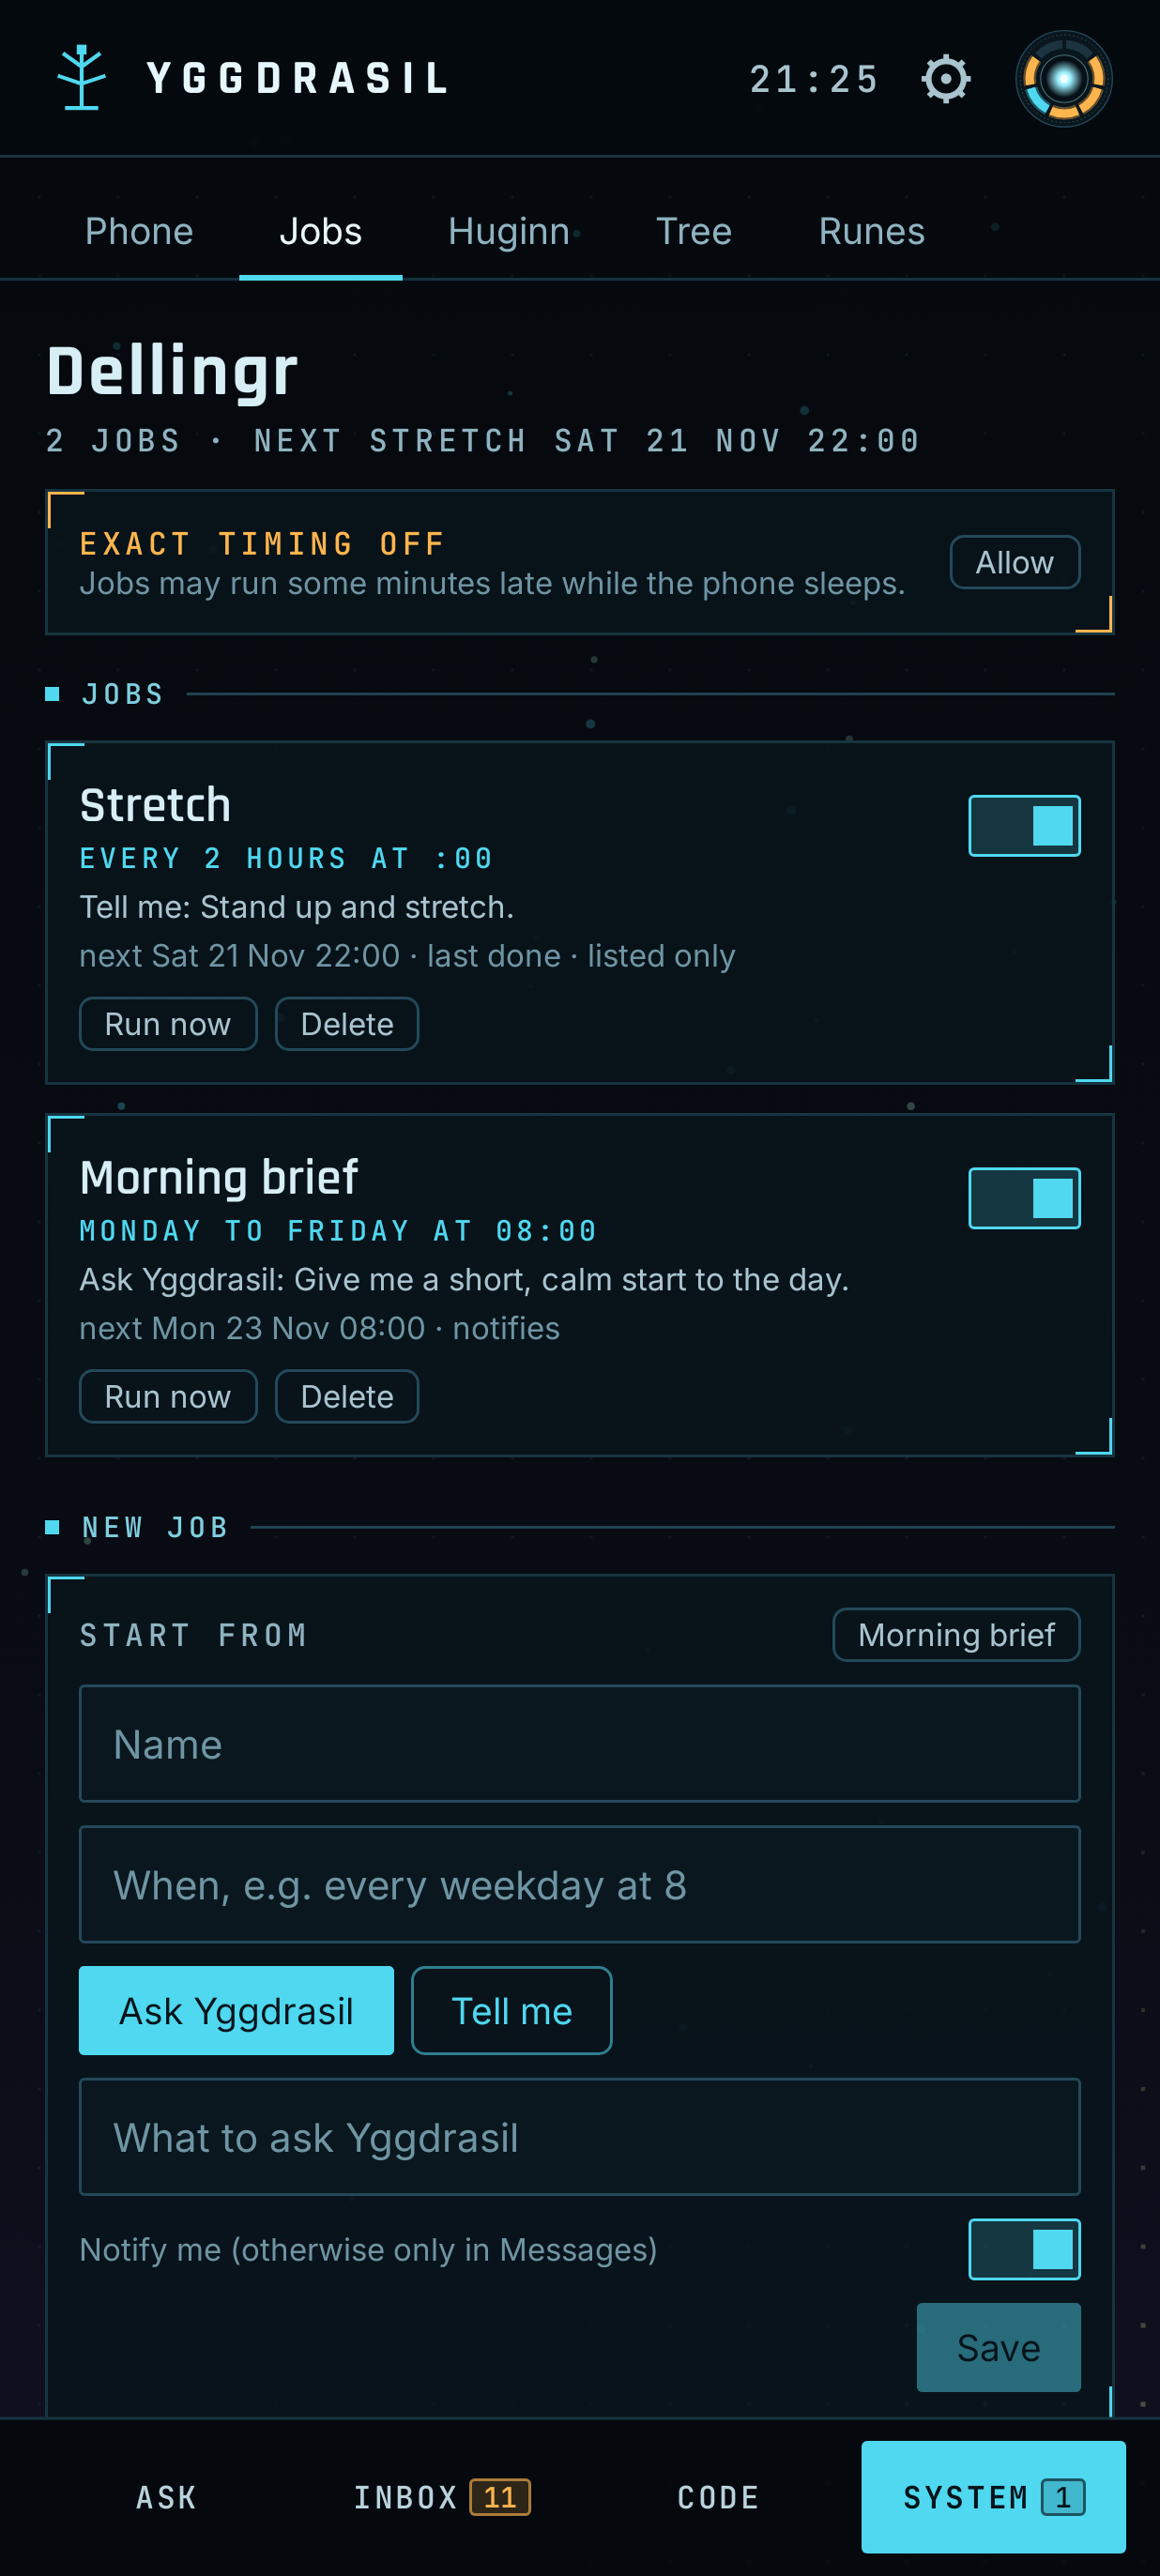 YGGDRASIL
21:25
Phone Jobs Huginn Tree Runes
Dellingr
2 JOBS · NEXT STRETCH SAT 21 NOV 22:00
EXACT TIMING OFF
Jobs may run some minutes late while the phone sleeps.
Allow
JOBS
Stretch
EVERY 2 HOURS AT :00
Tell me: Stand up and stretch.
next Sat 21 Nov 22:00 · last done · listed only
Run now Delete
Morning brief
MONDAY TO FRIDAY AT 08:00
Ask Yggdrasil: Give me a short, calm start to the day.
next Mon 23 Nov 08:00 · notifies
Run now Delete
NEW JOB
START FROM Morning brief
Name
When, e.g. every weekday at 8
Ask Yggdrasil Tell me
What to ask Yggdrasil
Notify me (otherwise only in Messages)
Save
ASK INBOX 11 CODE SYSTEM 1